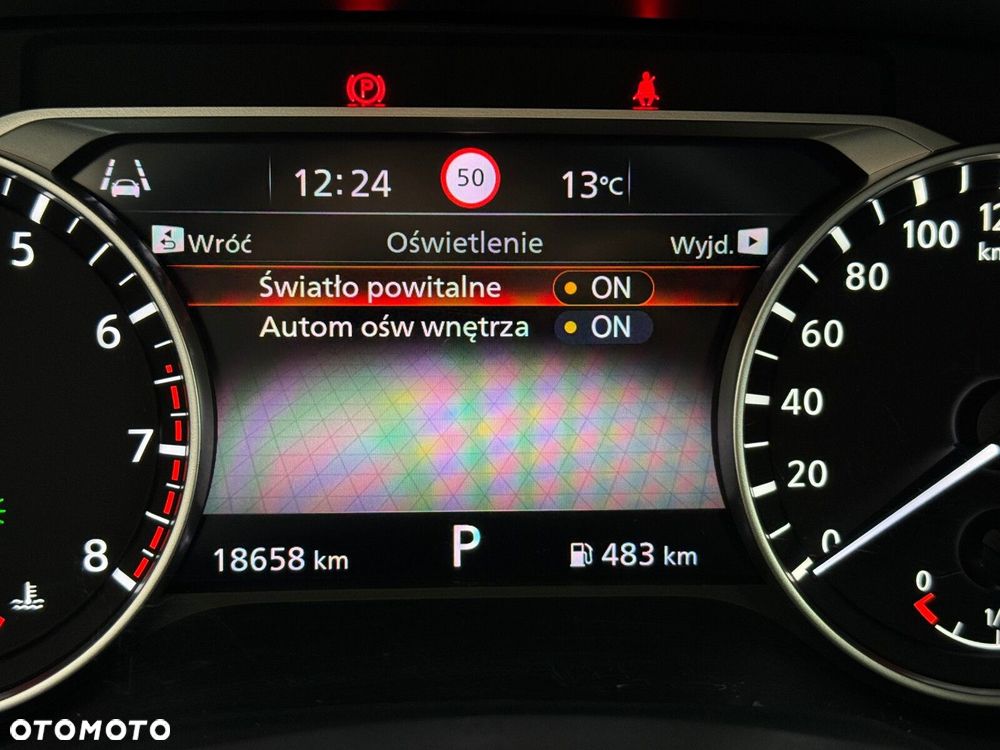 12:24 50 13°C
Wróć Oświetlenie Wyjd.
Światło powitalne ON
Autom ośw wnętrza ON
18658 km P 483 km
P
5
6
7
8
100
80
60
40
20
0
0
OTOMOTO